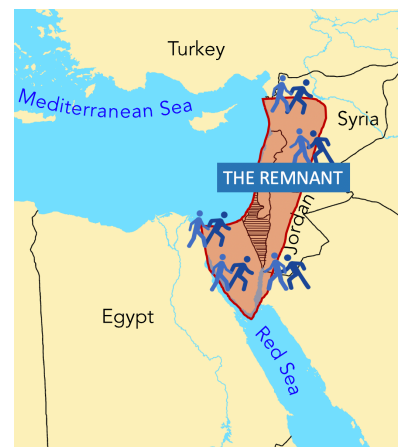 Turkey
Mediterranean Sea
Syria
THE REMNANT
Jordan
Egypt
Red Sea